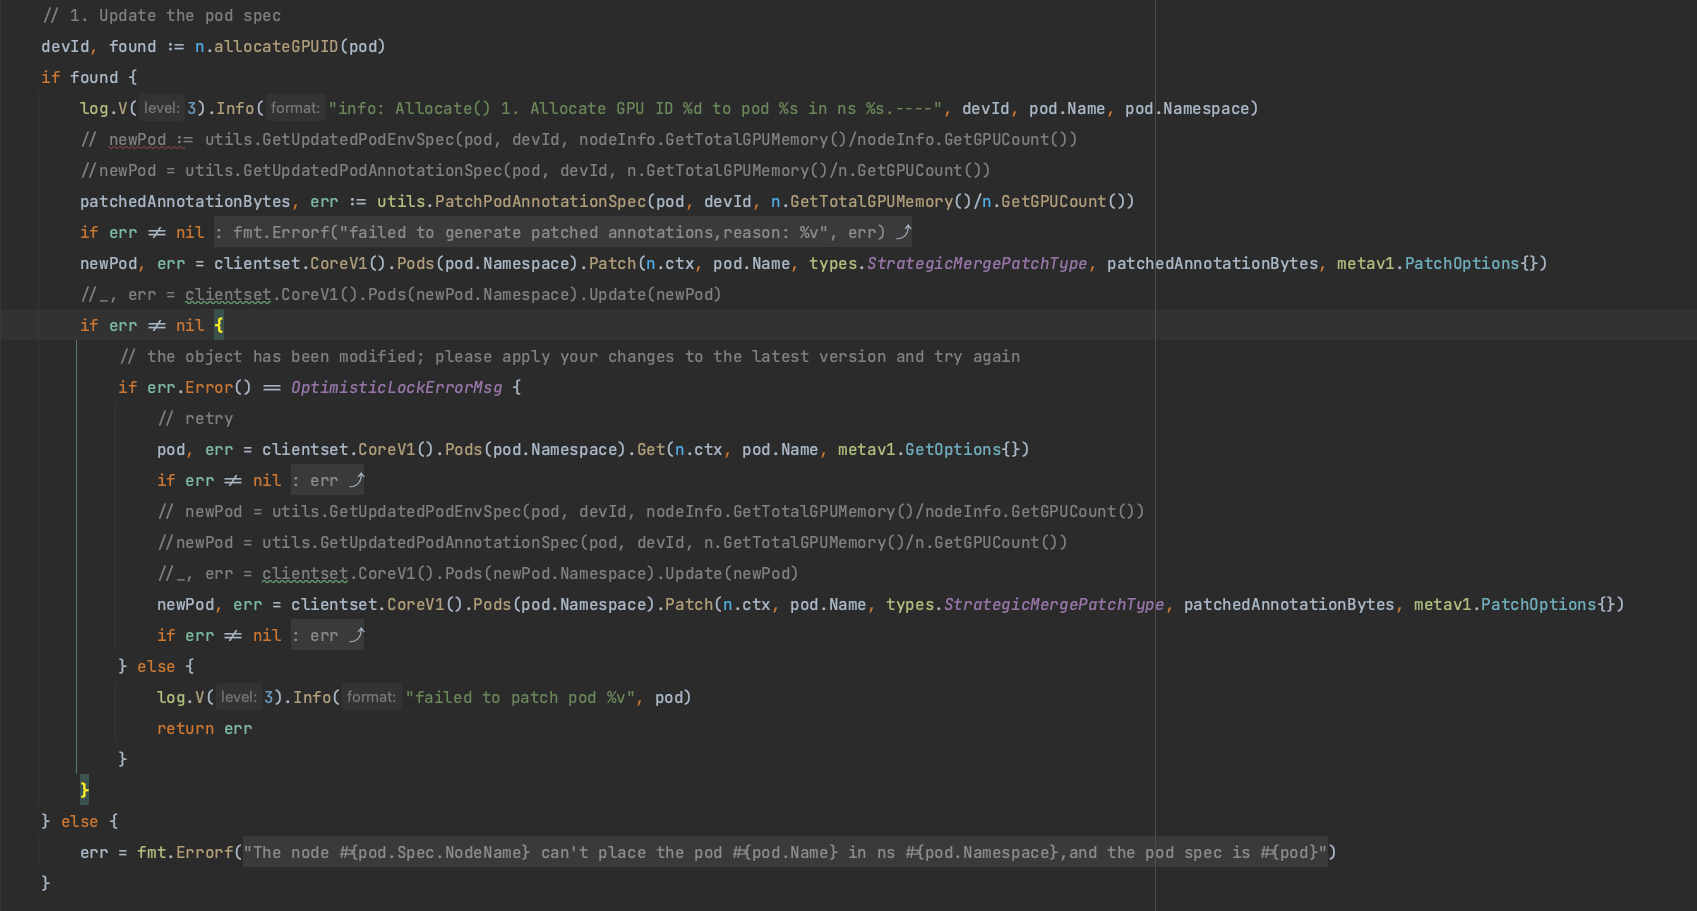 // 1. Update the pod spec
devId, found := n.allocateGPUID(pod)
if found {
log.V( level: 3).Info( format: "info: Allocate() 1. Allocate GPU ID %d to pod %s in ns %s.----", devId, pod.Name, pod.Namespace)
// newPod := utils.GetUpdatedPodEnvSpec(pod, devId, nodeInfo.GetTotalGPUMemory()/nodeInfo.GetGPUCount())
//newPod = utils.GetUpdatedPodAnnotationSpec(pod, devId, n.GetTotalGPUMemory()/n.GetGPUCount())
patchedAnnotationBytes, err := utils.PatchPodAnnotationSpec(pod, devId, n.GetTotalGPUMemory()/n.GetGPUCount())
if err != nil : fmt.Errorf("failed to generate patched annotations,reason: %v", err) ⤴
newPod, err = clientset.CoreV1().Pods(pod.Namespace).Patch(n.ctx, pod.Name, types.StrategicMergePatchType, patchedAnnotationBytes, metav1.PatchOptions{})
//_, err = clientset.CoreV1().Pods(newPod.Namespace).Update(newPod)
if err != nil {
// the object has been modified; please apply your changes to the latest version and try again
if err.Error() == OptimisticLockErrorMsg {
// retry
pod, err = clientset.CoreV1().Pods(pod.Namespace).Get(n.ctx, pod.Name, metav1.GetOptions{})
if err != nil : err ⤴
// newPod = utils.GetUpdatedPodEnvSpec(pod, devId, nodeInfo.GetTotalGPUMemory()/nodeInfo.GetGPUCount())
//newPod = utils.GetUpdatedPodAnnotationSpec(pod, devId, n.GetTotalGPUMemory()/n.GetGPUCount())
//_, err = clientset.CoreV1().Pods(newPod.Namespace).Update(newPod)
newPod, err = clientset.CoreV1().Pods(pod.Namespace).Patch(n.ctx, pod.Name, types.StrategicMergePatchType, patchedAnnotationBytes, metav1.PatchOptions{})
if err != nil : err ⤴
} else {
log.V( level: 3).Info( format: "failed to patch pod %v", pod)
return err
}
}
} else {
err = fmt.Errorf("The node #{pod.Spec.NodeName} can't place the pod #{pod.Name} in ns #{pod.Namespace},and the pod spec is #{pod}")
}